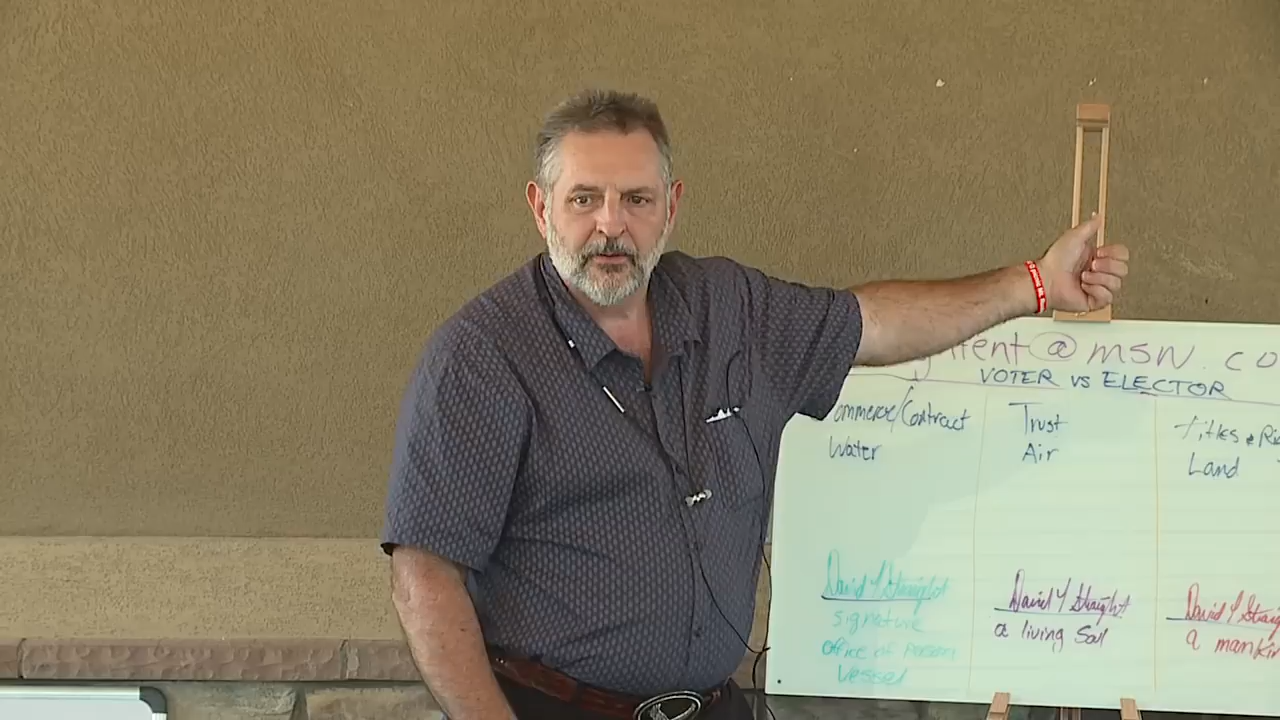 tent@msn.co
VOTER vs ELECTOR
ommerce/Contract
Water
Trust
Air
Titles & Ri
Land
David Y Straight
signature
office of person
vessel
David Y Straight
a living Soul
David Y Straig
a mankin